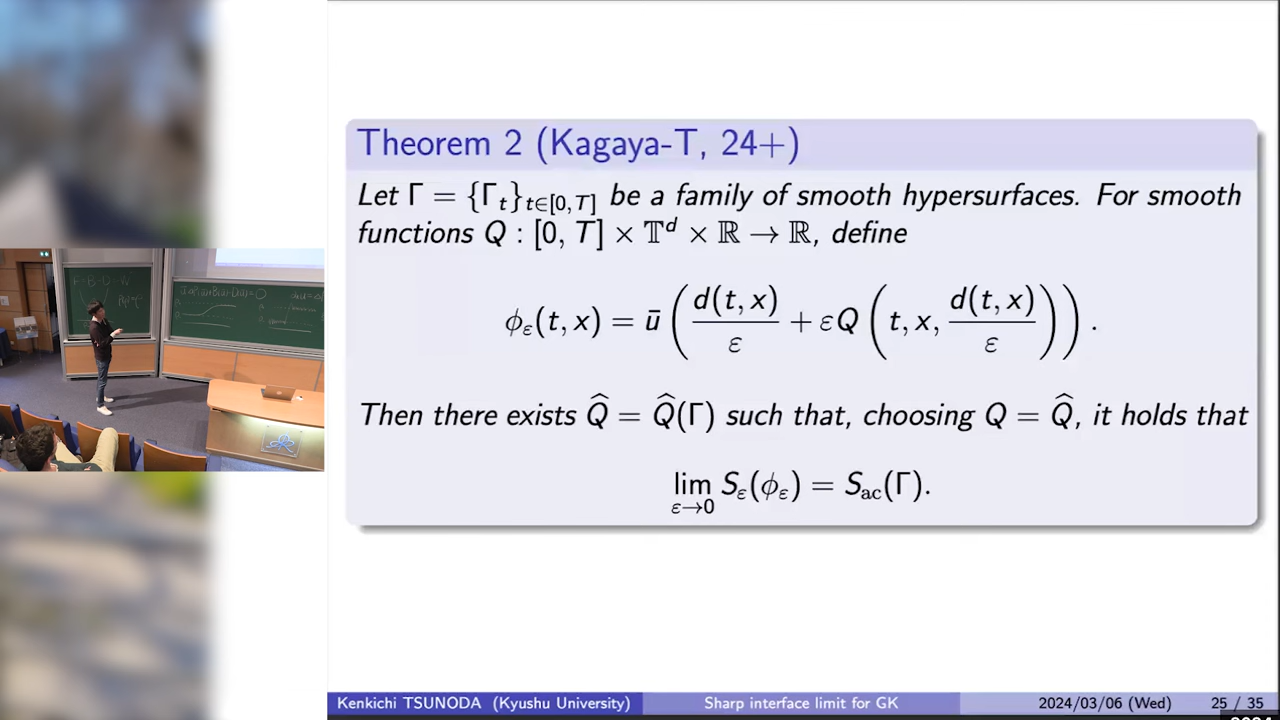 Theorem 2 (Kagaya-T, 24+)
Let Γ = {Γ_t}_{t∈[0,T]} be a family of smooth hypersurfaces. For smooth
functions Q : [0, T] × 𝕋^d × ℝ → ℝ, define
ϕ_ε(t, x) = ū ( d(t, x)/ε + εQ ( t, x, d(t, x)/ε ) ) .
Then there exists Q̂ = Q̂(Γ) such that, choosing Q = Q̂, it holds that
lim_{ε→0} S_ε(ϕ_ε) = S_ac(Γ).
Kenkichi TSUNODA (Kyushu University) Sharp interface limit for GK 2024/03/06 (Wed) 25 / 35